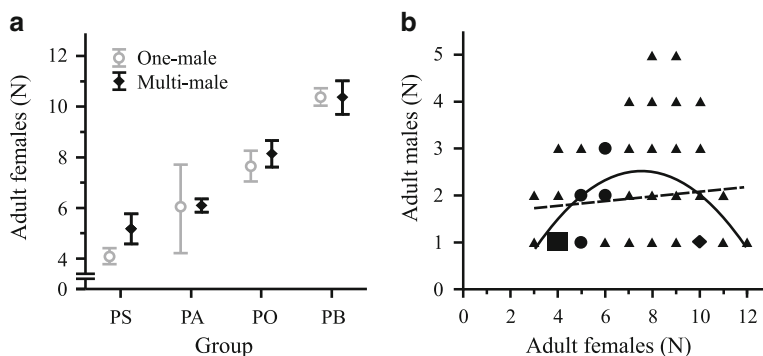 a
One-male
Multi-male
Adult females (N)
12
10
8
6
4
0
PS PA PO PB
Group
b
Adult males (N)
5
4
3
2
1
0
0 2 4 6 8 10 12
Adult females (N)